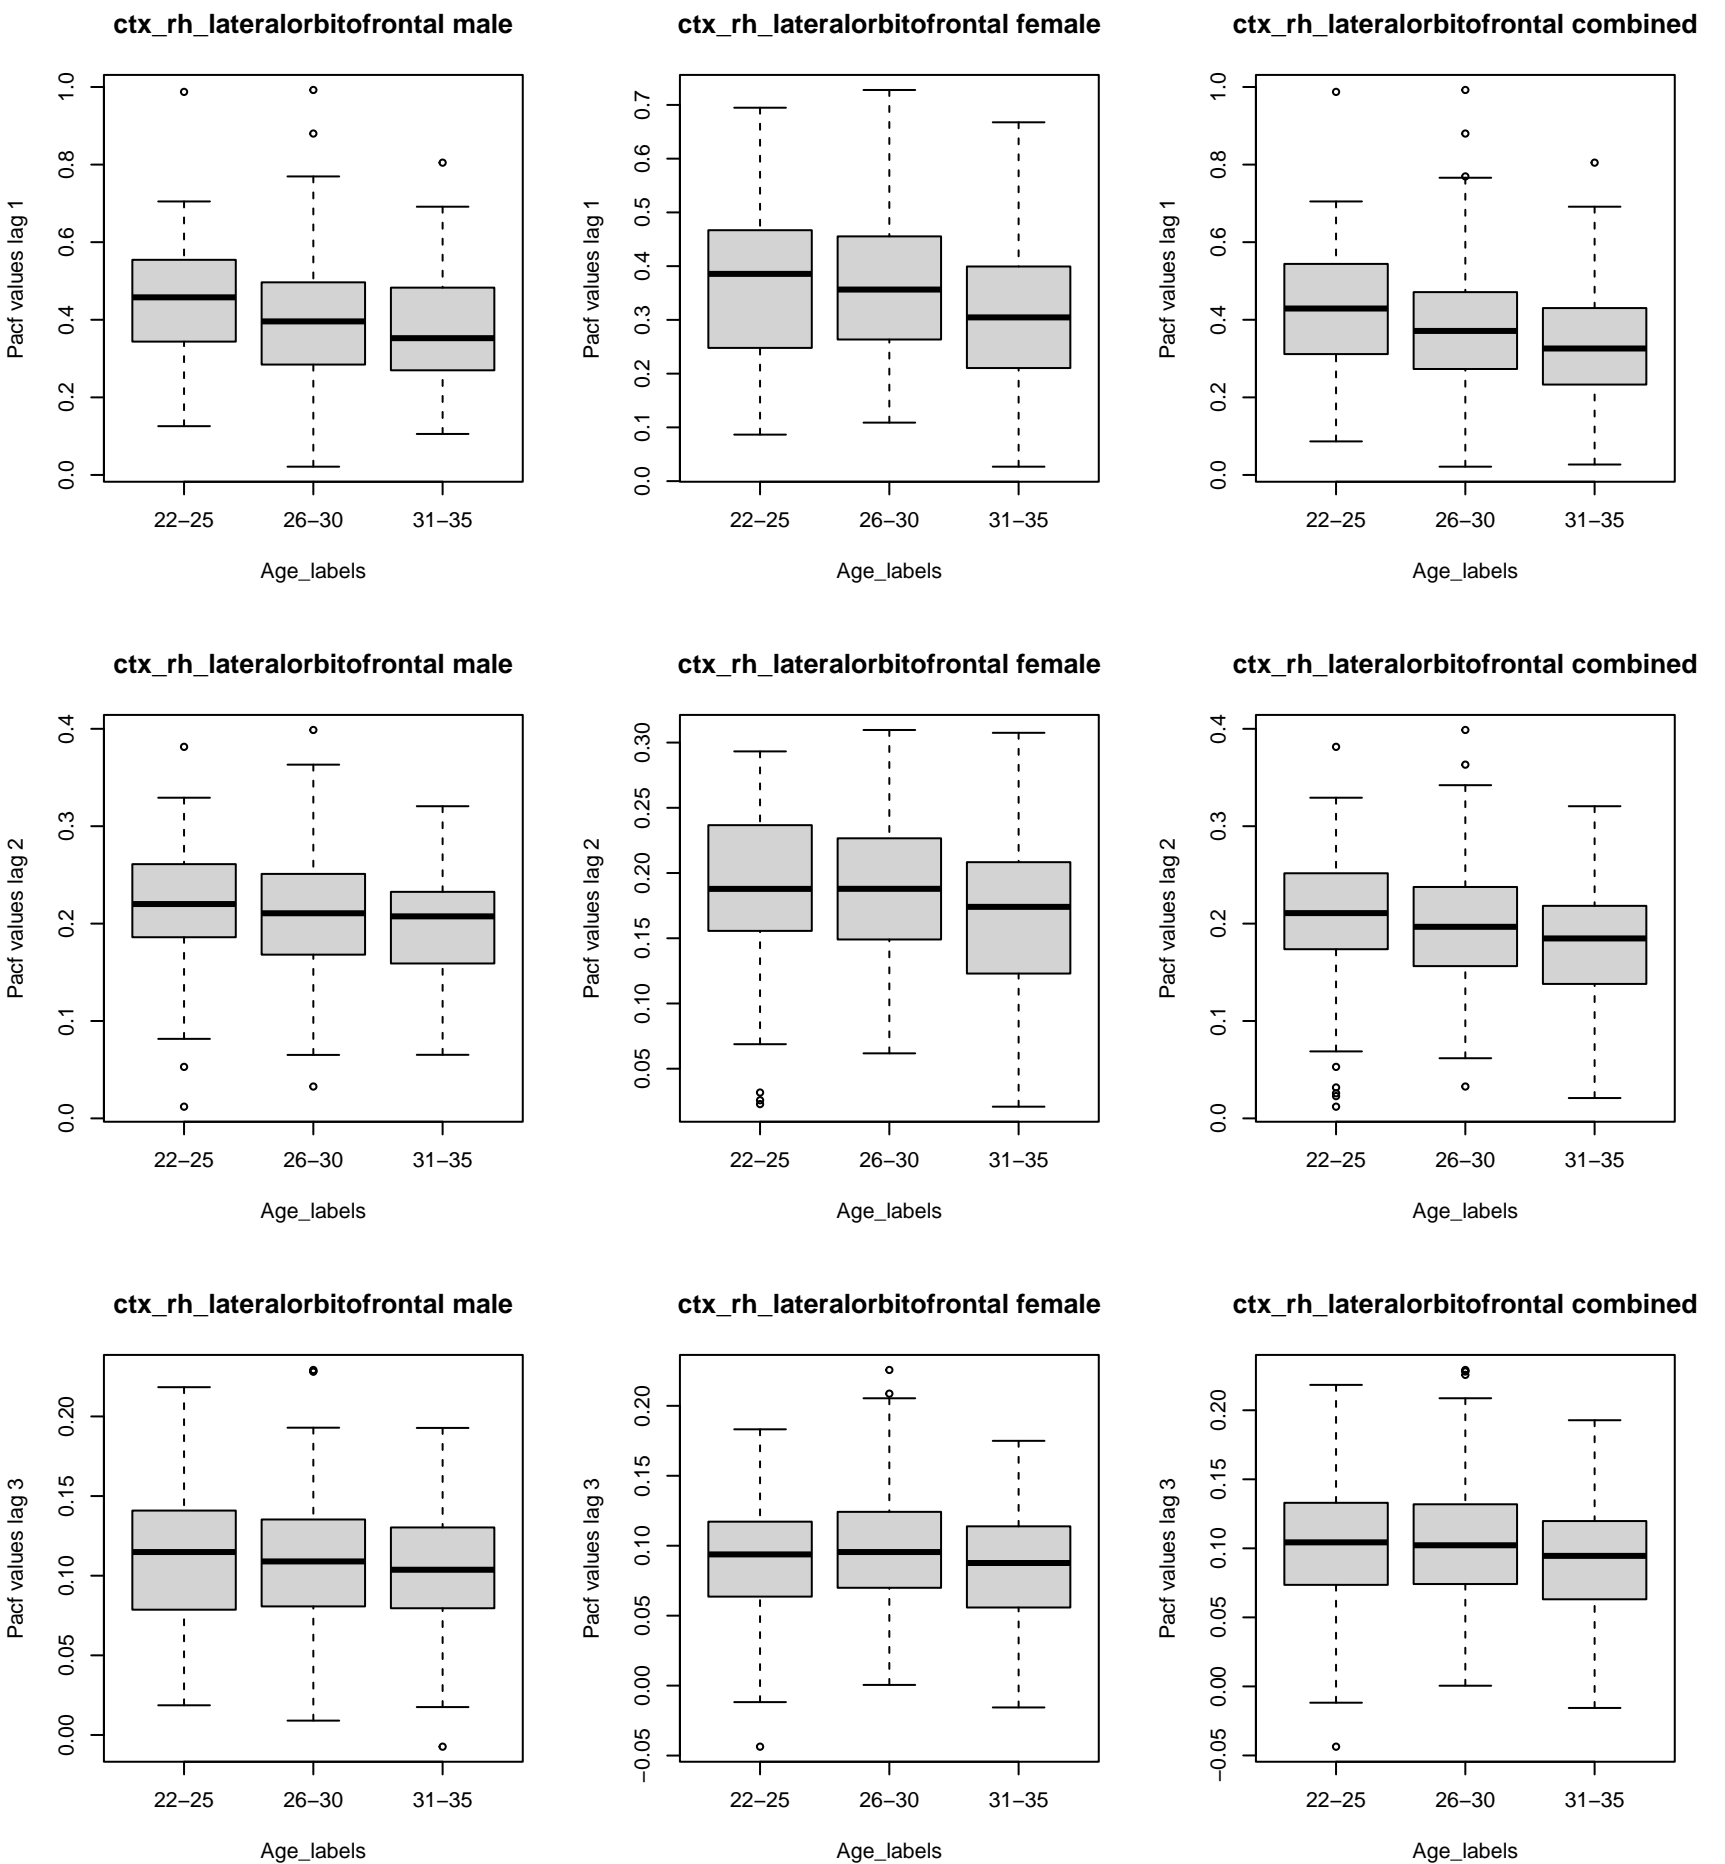 ctx_rh_lateralorbitofrontal male
Pacf values lag 1
1.0
0.8
0.6
0.4
0.2
0.0
22−25 26−30 31−35
Age_labels
ctx_rh_lateralorbitofrontal female
Pacf values lag 1
0.7
0.6
0.5
0.4
0.3
0.2
0.1
0.0
22−25 26−30 31−35
Age_labels
ctx_rh_lateralorbitofrontal combined
Pacf values lag 1
1.0
0.8
0.6
0.4
0.2
0.0
22−25 26−30 31−35
Age_labels
ctx_rh_lateralorbitofrontal male
Pacf values lag 2
0.4
0.3
0.2
0.1
0.0
22−25 26−30 31−35
Age_labels
ctx_rh_lateralorbitofrontal female
Pacf values lag 2
0.30
0.25
0.20
0.15
0.10
0.05
22−25 26−30 31−35
Age_labels
ctx_rh_lateralorbitofrontal combined
Pacf values lag 2
0.4
0.3
0.2
0.1
0.0
22−25 26−30 31−35
Age_labels
ctx_rh_lateralorbitofrontal male
Pacf values lag 3
0.20
0.15
0.10
0.05
0.00
22−25 26−30 31−35
Age_labels
ctx_rh_lateralorbitofrontal female
Pacf values lag 3
0.20
0.15
0.10
0.05
0.00
−0.05
22−25 26−30 31−35
Age_labels
ctx_rh_lateralorbitofrontal combined
Pacf values lag 3
0.20
0.15
0.10
0.05
0.00
−0.05
22−25 26−30 31−35
Age_labels